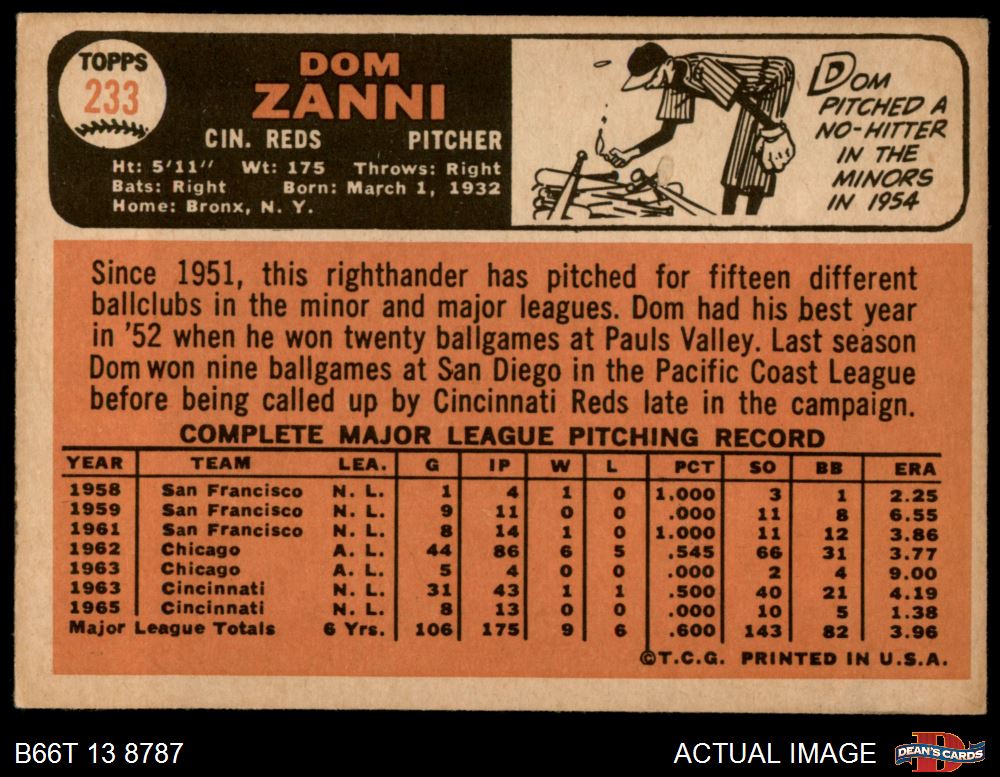 TOPPS
233
DOM
ZANNI
CIN. REDS PITCHER
Ht: 5'11" Wt: 175 Throws: Right
Bats: Right Born: March 1, 1932
Home: Bronx, N. Y.
DOM
PITCHED A
NO-HITTER
IN THE
MINORS
IN 1954
Since 1951, this righthander has pitched for fifteen different
ballclubs in the minor and major leagues. Dom had his best year
in '52 when he won twenty ballgames at Pauls Valley. Last season
Dom won nine ballgames at San Diego in the Pacific Coast League
before being called up by Cincinnati Reds late in the campaign.
COMPLETE MAJOR LEAGUE PITCHING RECORD
YEAR TEAM LEA. G IP W L PCT SO BB ERA
1958 San Francisco N. L. 1 4 1 0 1.000 3 1 2.25
1959 San Francisco N. L. 9 11 0 0 .000 11 8 6.55
1961 San Francisco N. L. 8 14 1 0 1.000 11 12 3.86
1962 Chicago A. L. 44 86 6 5 .545 66 31 3.77
1963 Chicago A. L. 5 4 0 0 .000 2 4 9.00
1963 Cincinnati N. L. 31 43 1 1 .500 40 21 4.19
1965 Cincinnati N. L. 8 13 0 0 .000 10 5 1.38
Major League Totals 6 Yrs. 106 175 9 6 .600 143 82 3.96
©T.C.G. PRINTED IN U.S.A.
B66T 13 8787 ACTUAL IMAGE
DEAN'S CARDS